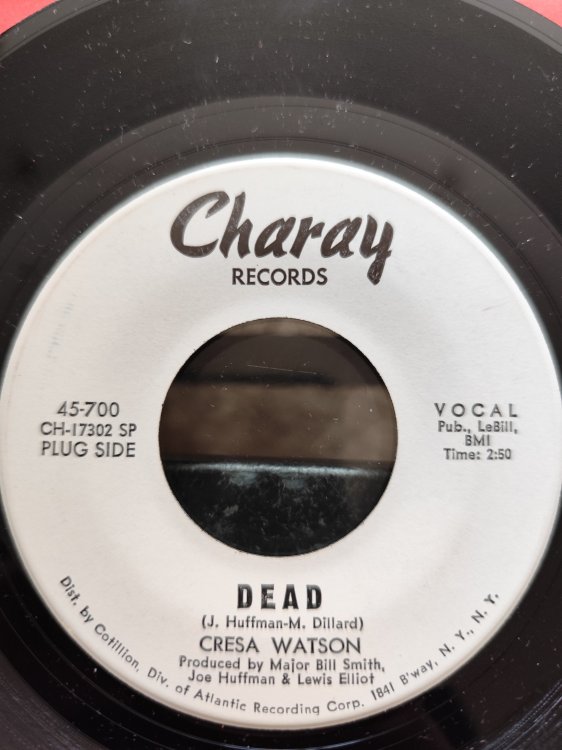 Charay
RECORDS
45-700
CH-17302 SP
PLUG SIDE
VOCAL
Pub., LeBill,
BMI
Time: 2:50
DEAD
(J. Huffman-M. Dillard)
CRESA WATSON
Produced by Major Bill Smith,
Joe Huffman & Lewis Elliot
Dist. by Cotillion, Div. of Atlantic Recording Corp. 1841 B'way, N. Y., N. Y.